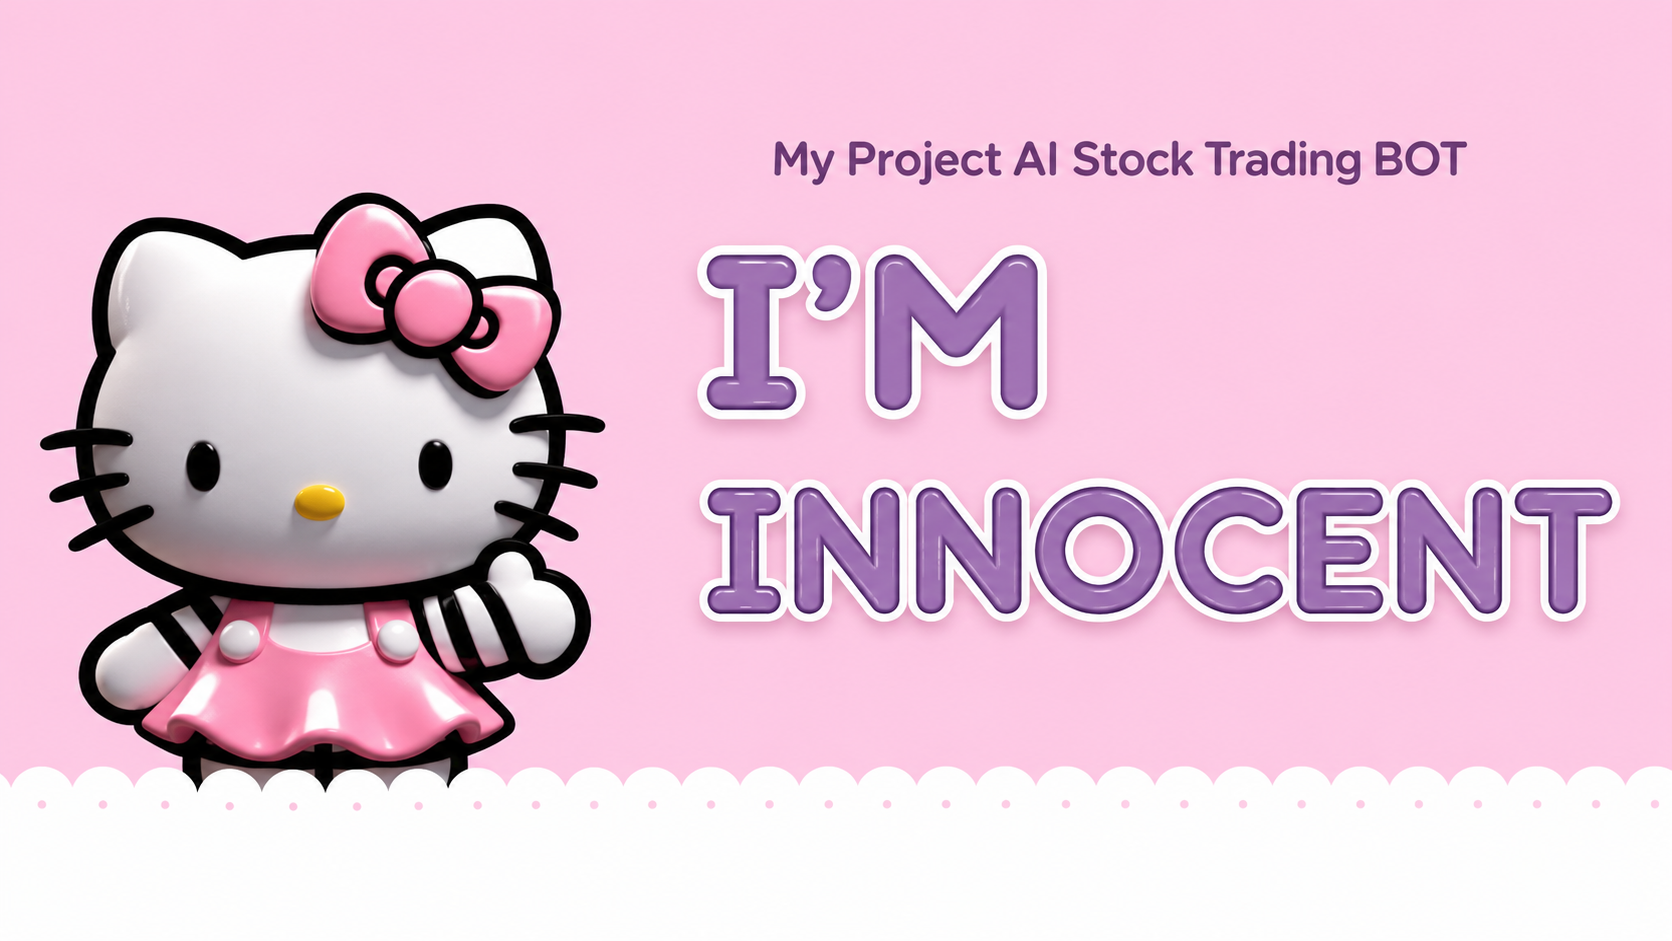 My Project AI Stock Trading BOT
I’M
INNOCENT